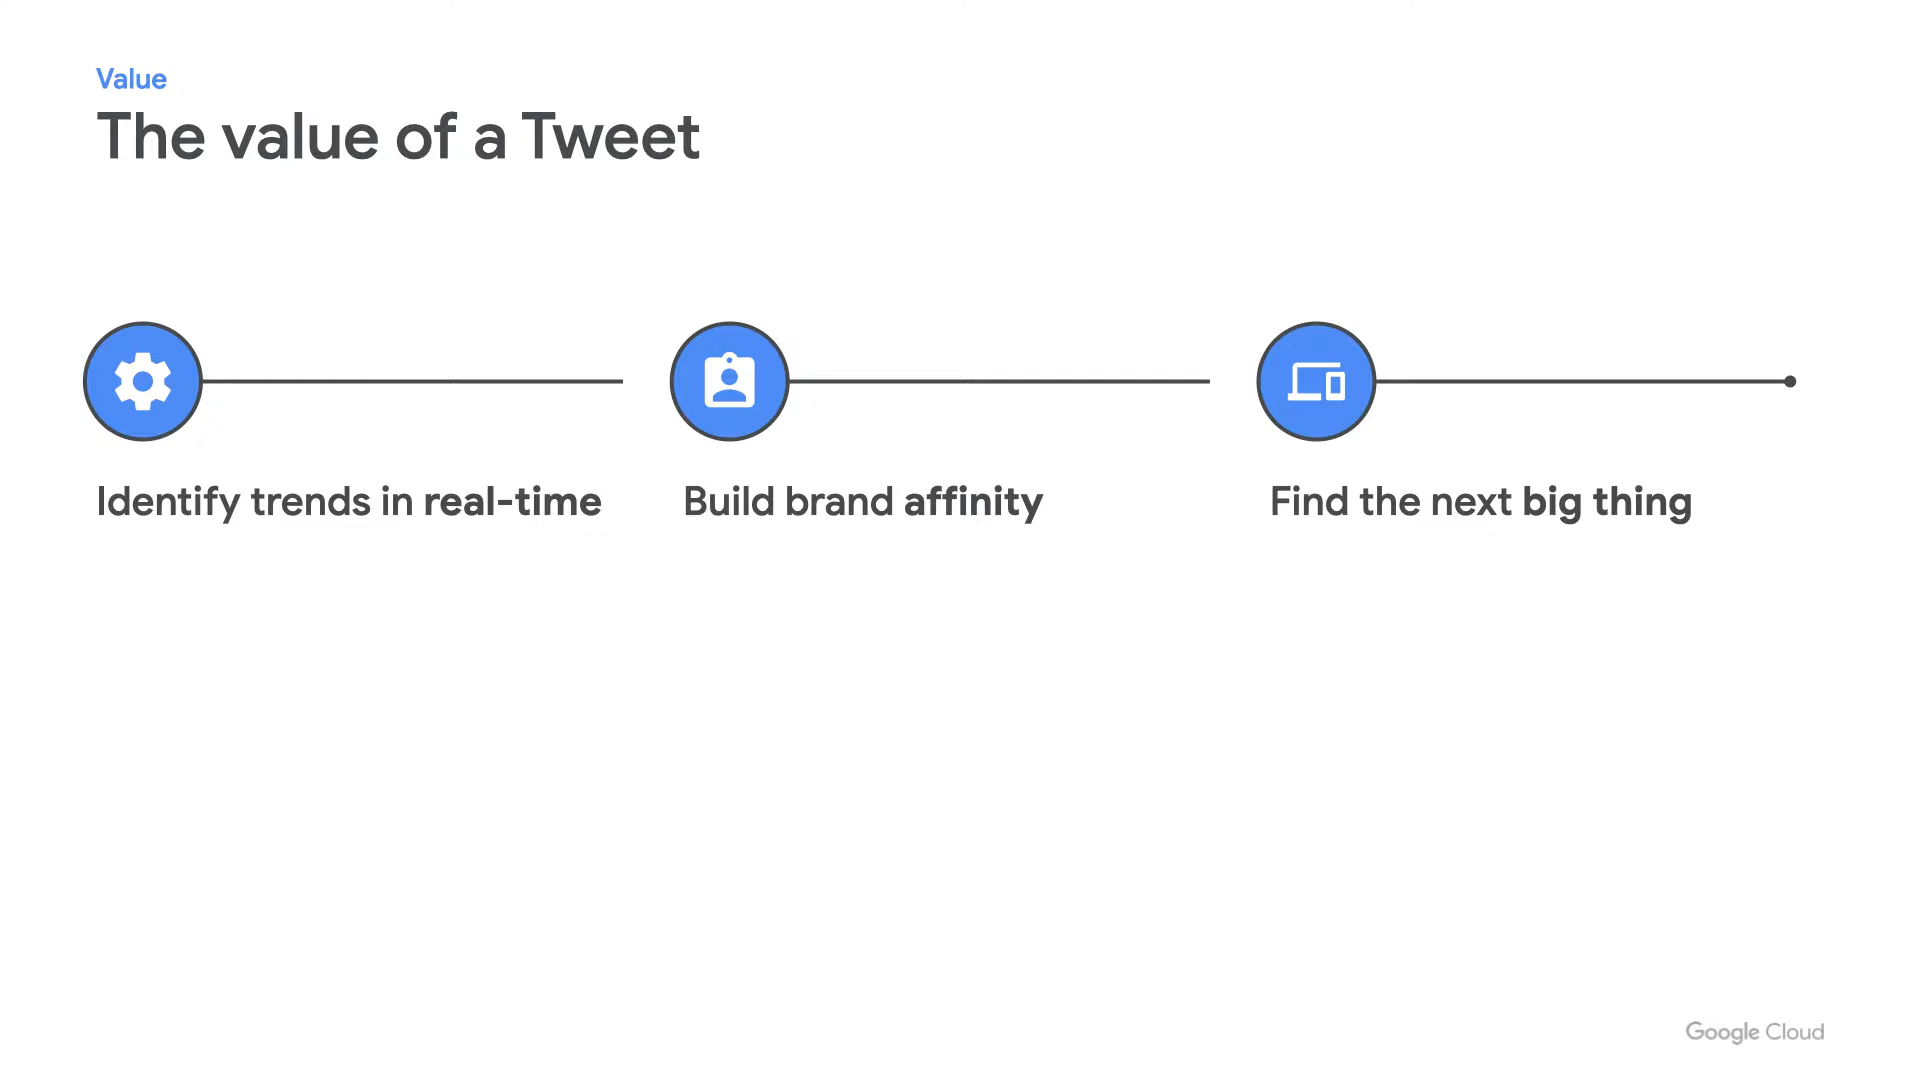 Value
The value of a Tweet
Identify trends in real-time
Build brand affinity
Find the next big thing
Google Cloud